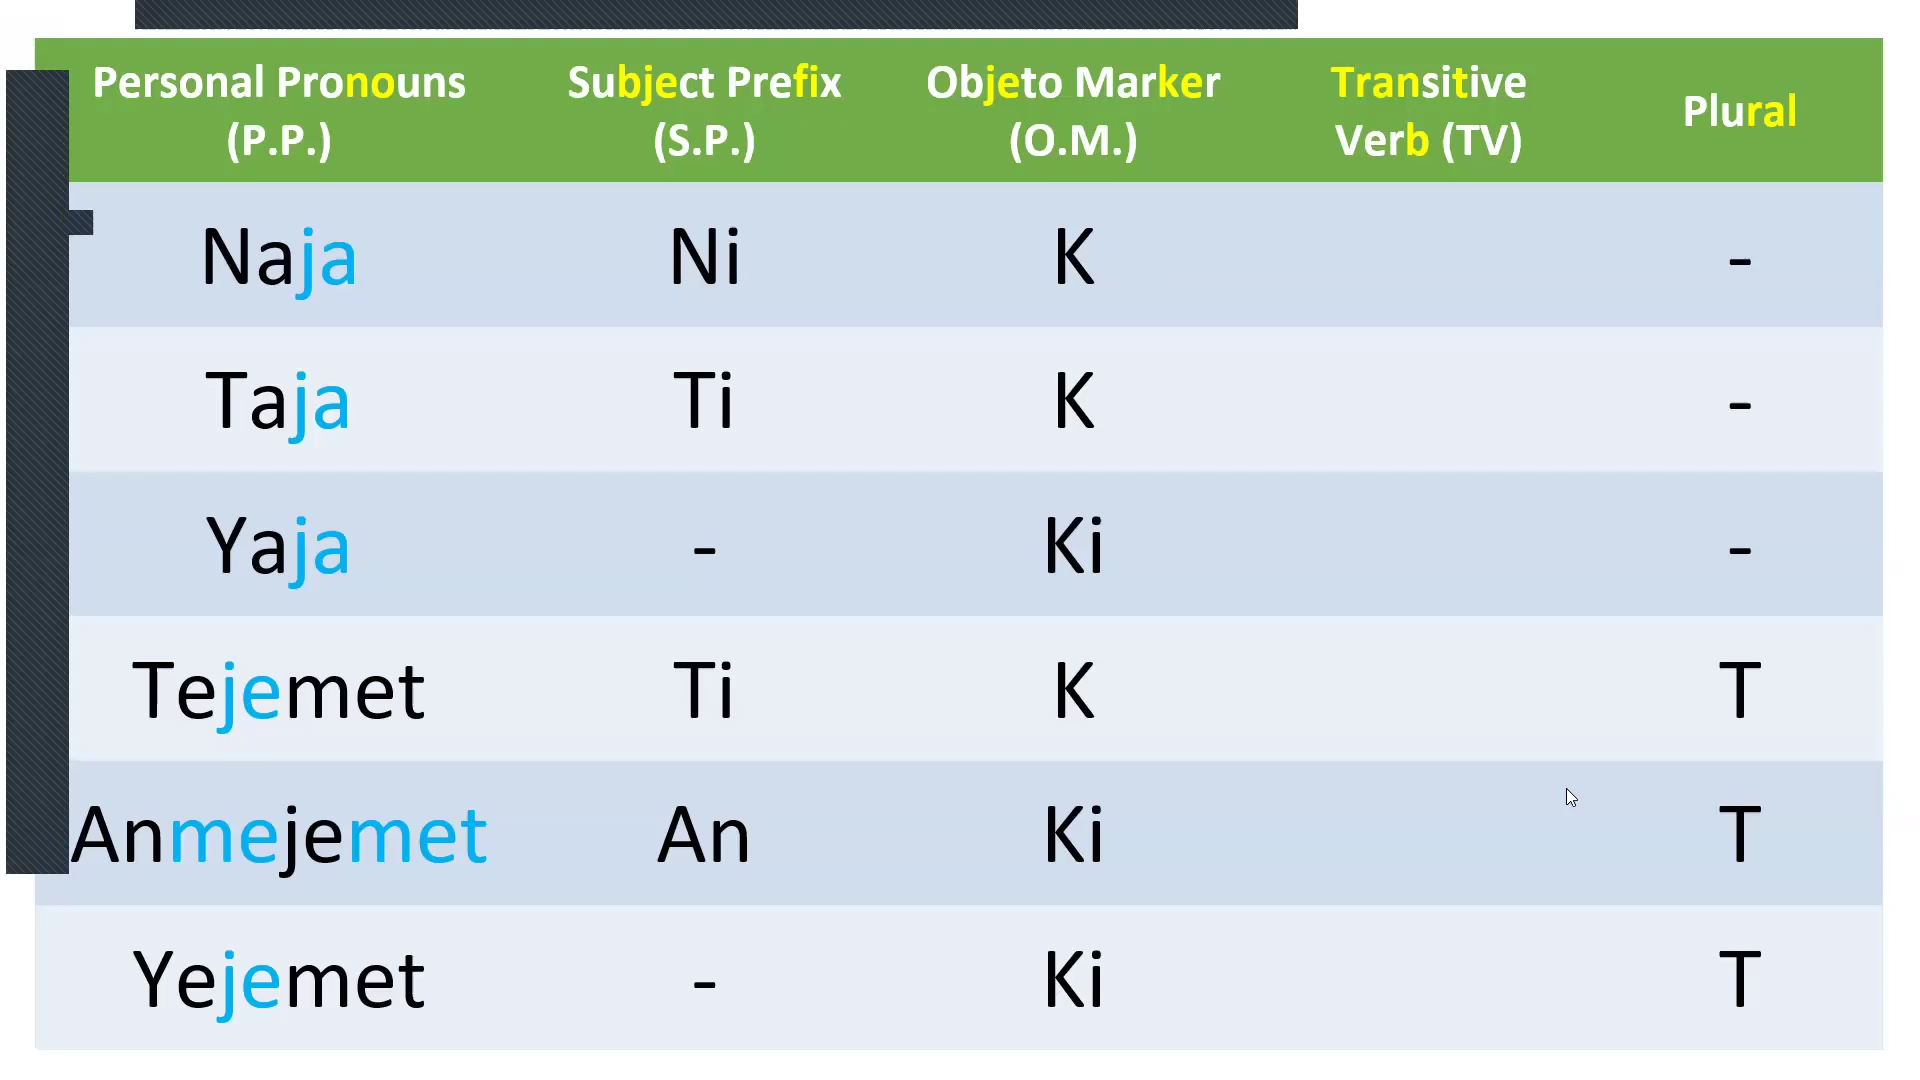 Personal Pronouns (P.P.) Subject Prefix (S.P.) Objeto Marker (O.M.) Transitive Verb (TV) Plural
Naja Ni K -
Taja Ti K -
Yaja - Ki -
Tejemet Ti K T
Anmejemet An Ki T
Yejemet - Ki T